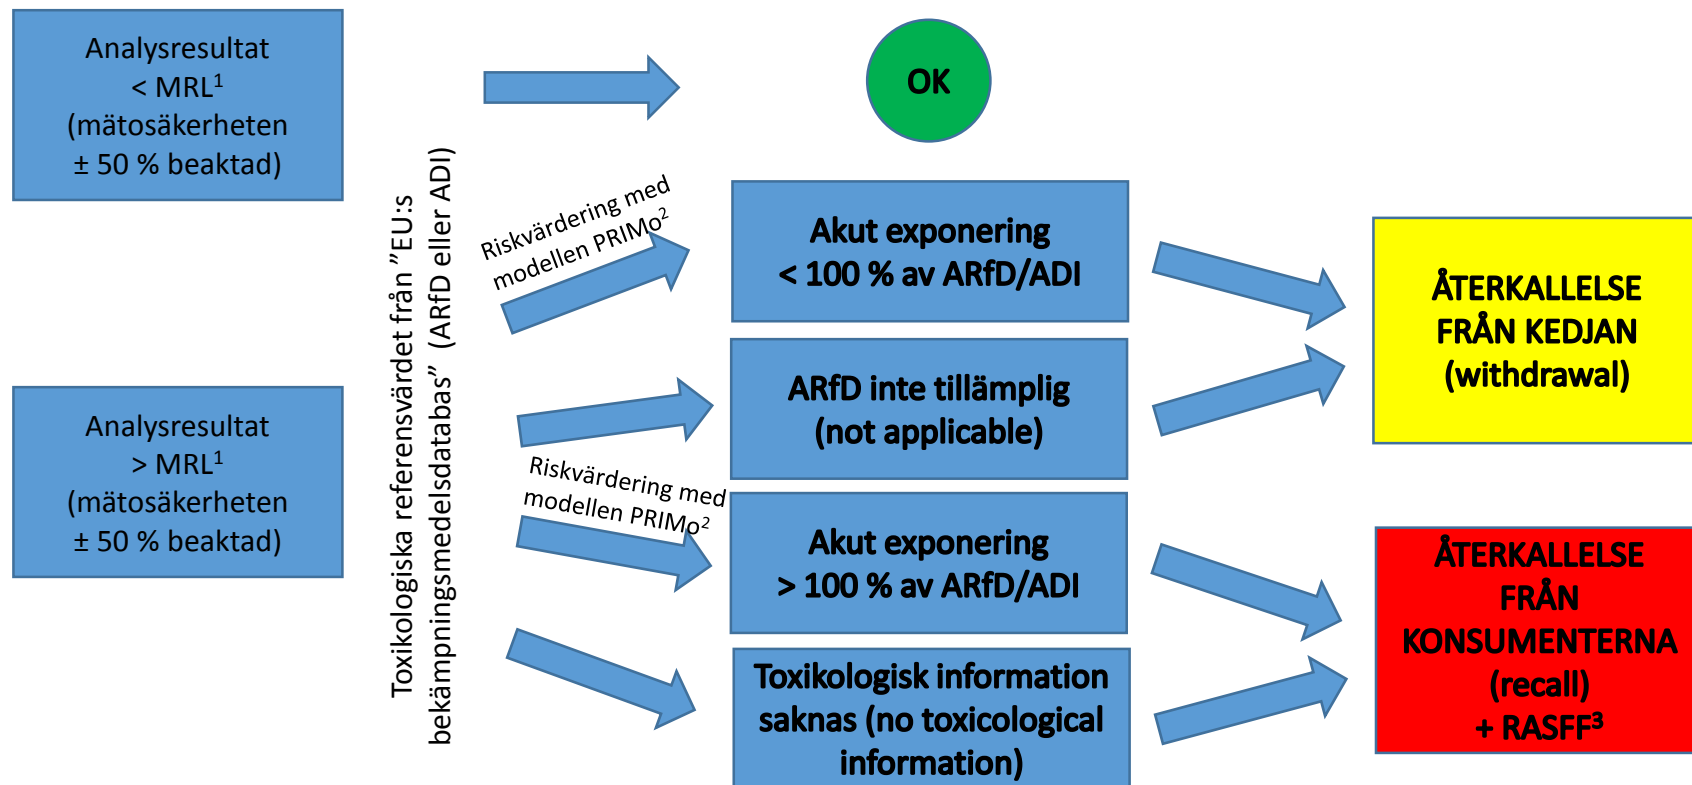 Analysresultat
< MRL¹
(mätosäkerheten
± 50 % beaktad)
Analysresultat
> MRL¹
(mätosäkerheten
± 50 % beaktad)
Toxikologiska referensvärdet från ”EU:s
bekämpningsmedelsdatabas” (ARfD eller ADI)
OK
Riskvärdering med
modellen PRIMo²
Akut exponering
< 100 % av ARfD/ADI
ARfD inte tillämplig
(not applicable)
Riskvärdering med
modellen PRIMo²
Akut exponering
> 100 % av ARfD/ADI
Toxikologisk information
saknas (no toxicological
information)
ÅTERKALLELSE
FRÅN KEDJAN
(withdrawal)
ÅTERKALLELSE
FRÅN
KONSUMENTERNA
(recall)
+ RASFF³